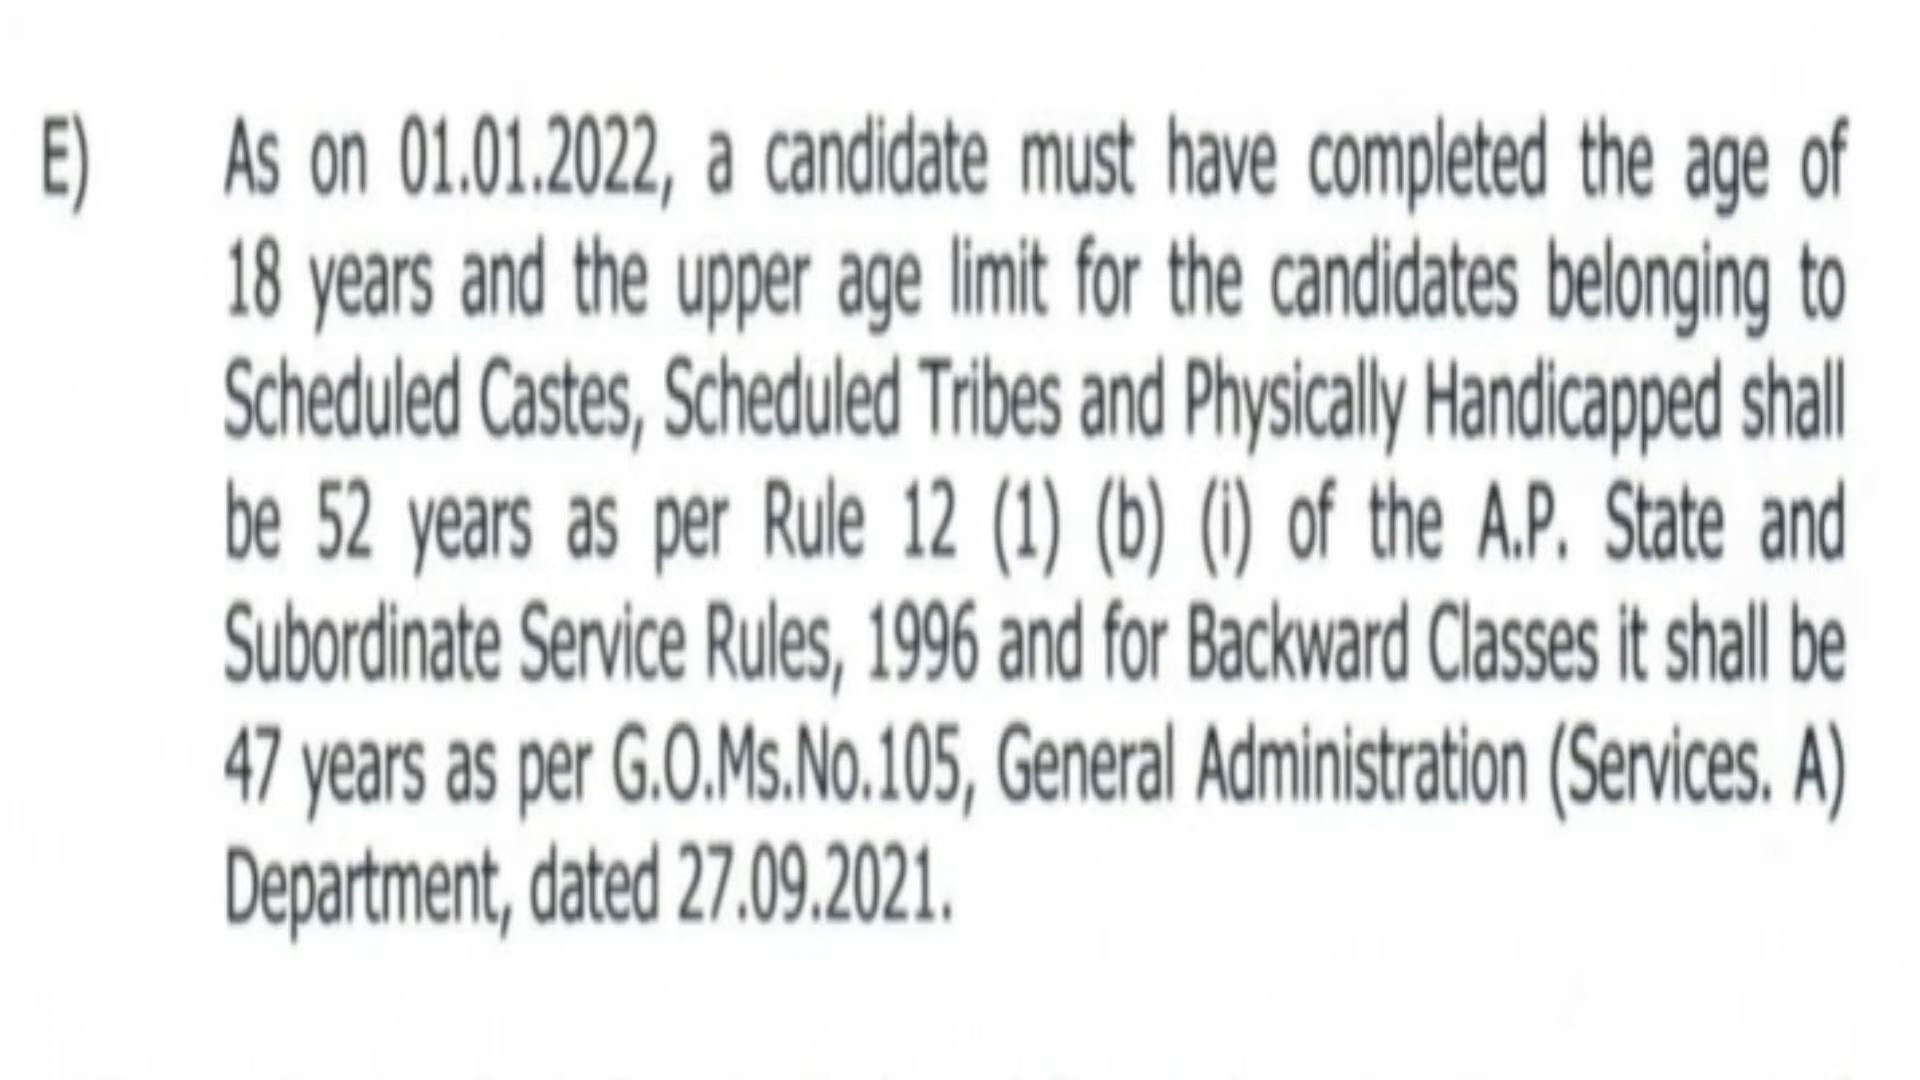 E) As on 01.01.2022, a candidate must have completed the age of
18 years and the upper age limit for the candidates belonging to
Scheduled Castes, Scheduled Tribes and Physically Handicapped shall
be 52 years as per Rule 12 (1) (b) (i) of the A.P. State and
Subordinate Service Rules, 1996 and for Backward Classes it shall be
47 years as per G.O.Ms.No.105, General Administration (Services. A)
Department, dated 27.09.2021.